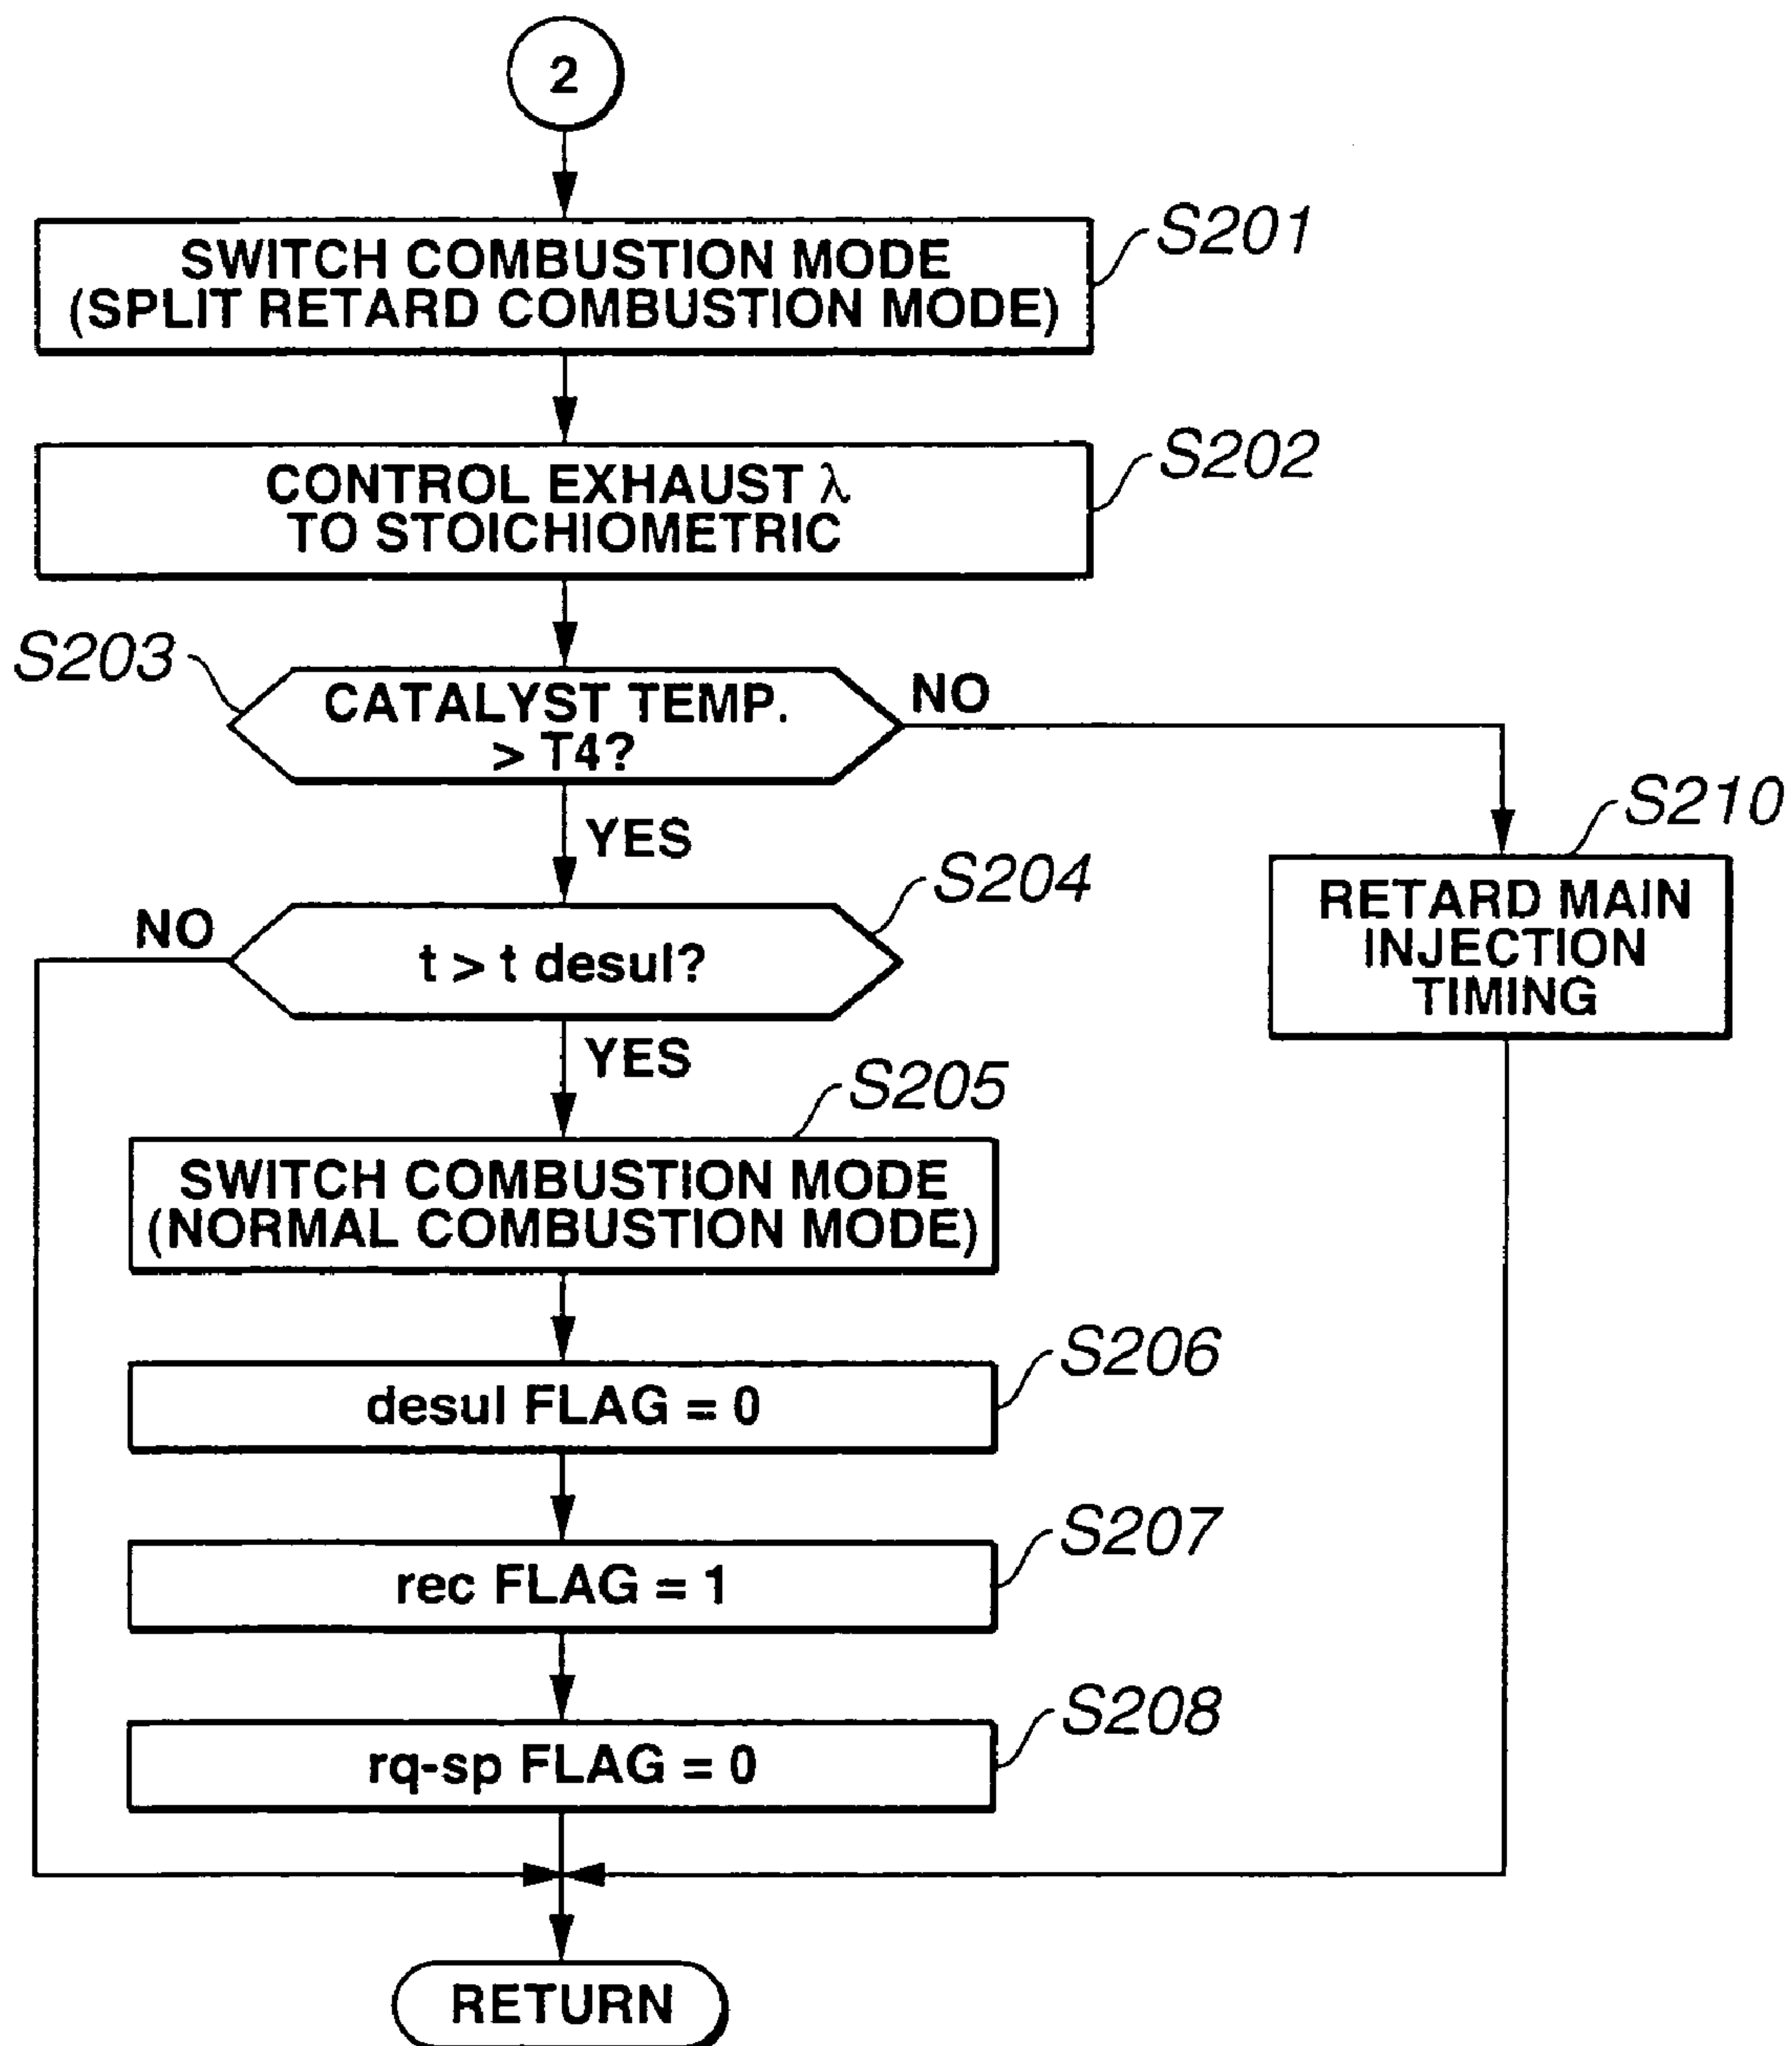 2
S201
SWITCH COMBUSTION MODE
(SPLIT RETARD COMBUSTION MODE)
S202
CONTROL EXHAUST λ
TO STOICHIOMETRIC
S203
CATALYST TEMP.
> T4?
NO
YES
S210
RETARD MAIN
INJECTION
TIMING
S204
NO
t > t desul?
YES
S205
SWITCH COMBUSTION MODE
(NORMAL COMBUSTION MODE)
S206
desul FLAG = 0
S207
rec FLAG = 1
S208
rq-sp FLAG = 0
RETURN